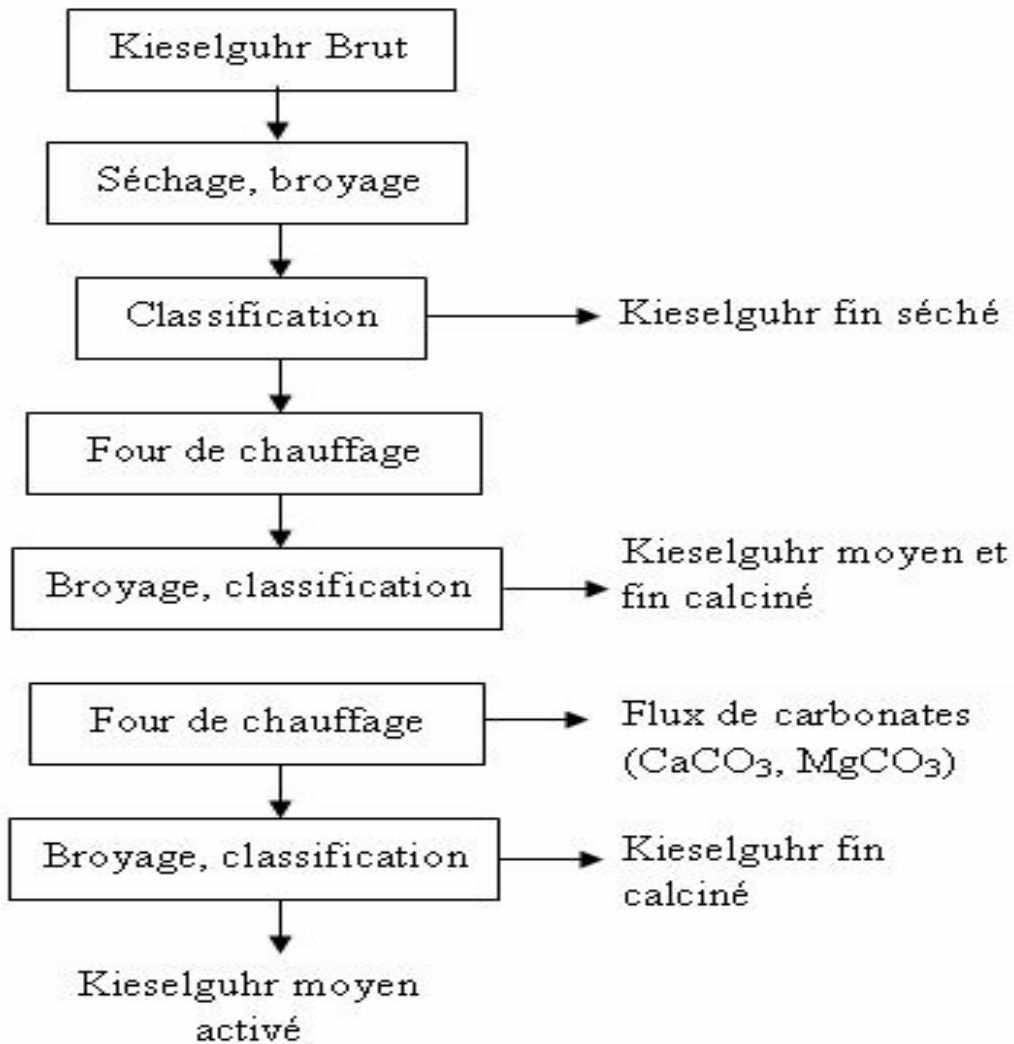 Kieselguhr Brut
Séchage, broyage
Classification
Kieselguhr fin séché
Four de chauffage
Broyage, classification
Kieselguhr moyen et
fin calciné
Four de chauffage
Flux de carbonates
(CaCO₃, MgCO₃)
Broyage, classification
Kieselguhr fin
calciné
Kieselguhr moyen
activé